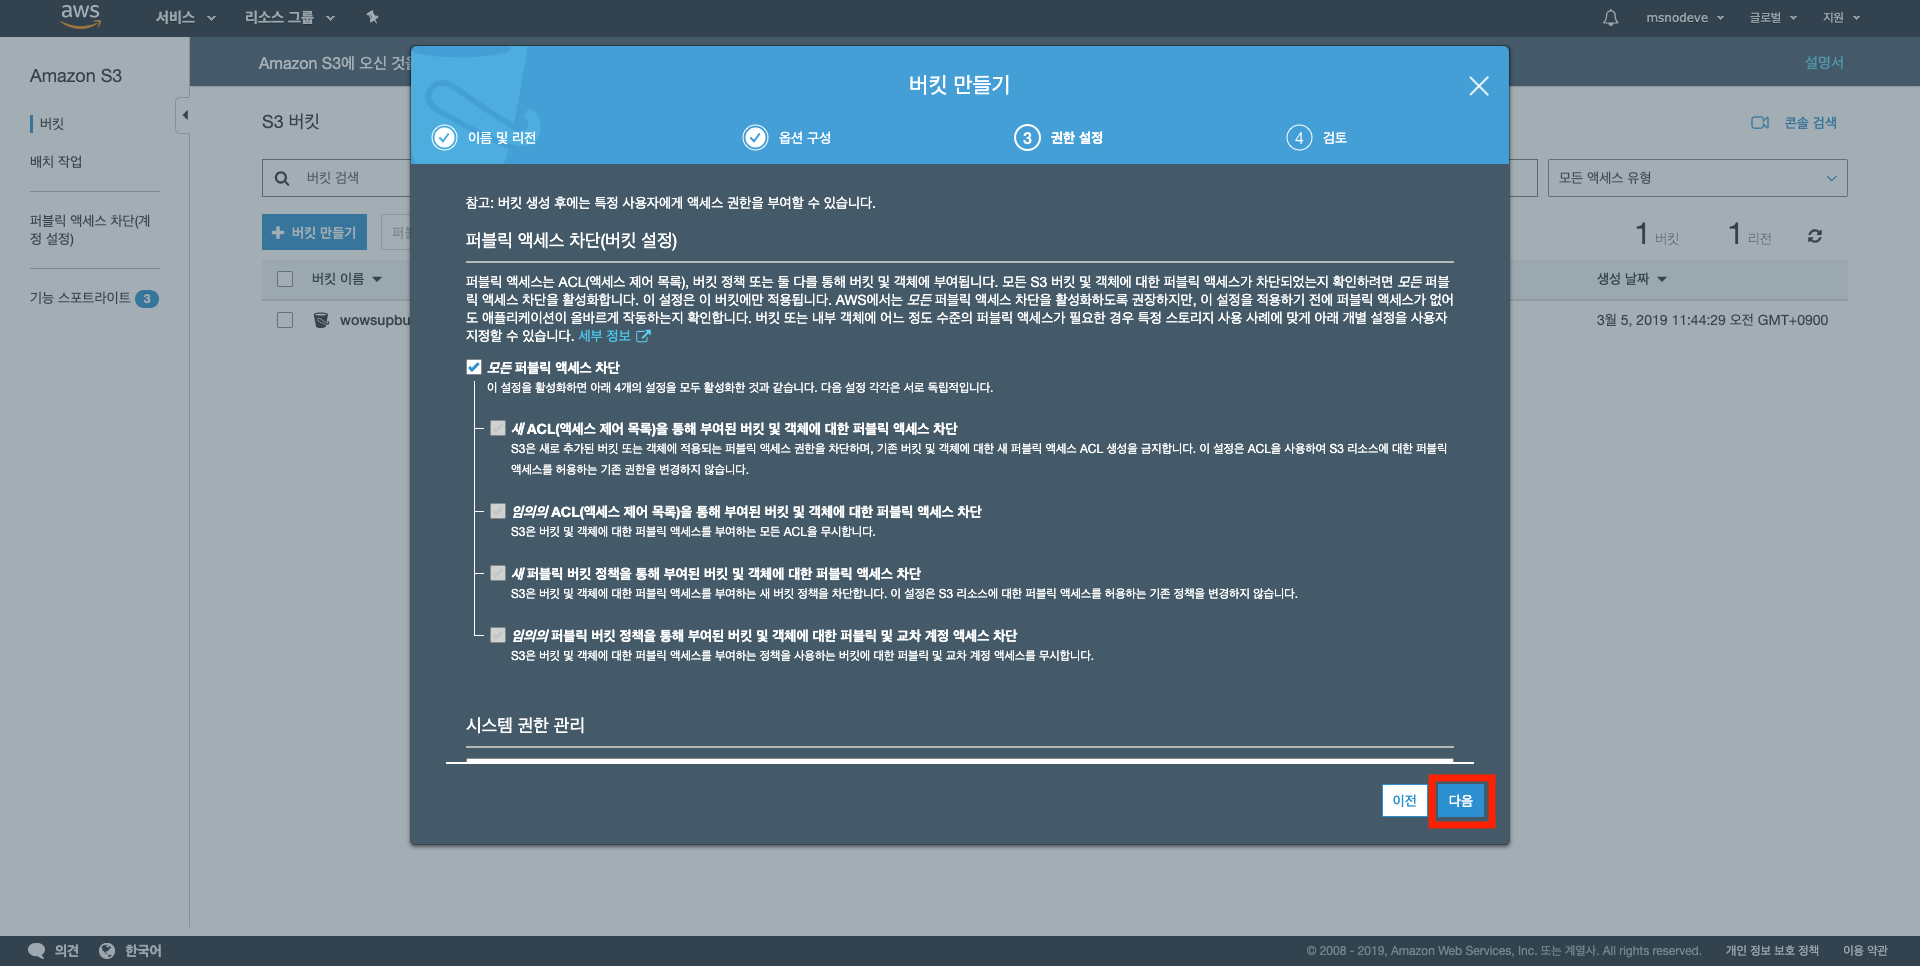 aws
서비스
리소스 그룹
msnodeve
글로벌
지원
Amazon S3
Amazon S3에 오신 것을
설명서
버킷 만들기
이름 및 리전
옵션 구성
3 권한 설정
4 검토
버킷
배치 작업
퍼블릭 액세스 차단(계
정 설정)
기능 스포트라이트 3
S3 버킷
콘솔 검색
버킷 검색
모든 액세스 유형
버킷 만들기
퍼블
1 버킷
1 리전
버킷 이름
생성 날짜
wowsupbu
3월 5, 2019 11:44:29 오전 GMT+0900
참고: 버킷 생성 후에는 특정 사용자에게 액세스 권한을 부여할 수 있습니다.
퍼블릭 액세스 차단(버킷 설정)
퍼블릭 액세스는 ACL(액세스 제어 목록), 버킷 정책 또는 둘 다를 통해 버킷 및 객체에 부여됩니다. 모든 S3 버킷 및 객체에 대한 퍼블릭 액세스가 차단되었는지 확인하려면 모든 퍼블
릭 액세스 차단을 활성화합니다. 이 설정은 이 버킷에만 적용됩니다. AWS에서는 모든 퍼블릭 액세스 차단을 활성화하도록 권장하지만, 이 설정을 적용하기 전에 퍼블릭 액세스가 없어
도 애플리케이션이 올바르게 작동하는지 확인합니다. 버킷 또는 내부 객체에 어느 정도 수준의 퍼블릭 액세스가 필요한 경우 특정 스토리지 사용 사례에 맞게 아래 개별 설정을 사용자
지정할 수 있습니다. 세부 정보
모든 퍼블릭 액세스 차단
이 설정을 활성화하면 아래 4개의 설정을 모두 활성화한 것과 같습니다. 다음 설정 각각은 서로 독립적입니다.
새 ACL(액세스 제어 목록)을 통해 부여된 버킷 및 객체에 대한 퍼블릭 액세스 차단
S3은 새로 추가된 버킷 또는 객체에 적용되는 퍼블릭 액세스 권한을 차단하며, 기존 버킷 및 객체에 대한 새 퍼블릭 액세스 ACL 생성을 금지합니다. 이 설정은 ACL을 사용하여 S3 리소스에 대한 퍼블릭
액세스를 허용하는 기존 권한을 변경하지 않습니다.
임의의 ACL(액세스 제어 목록)을 통해 부여된 버킷 및 객체에 대한 퍼블릭 액세스 차단
S3은 버킷 및 객체에 대한 퍼블릭 액세스를 부여하는 모든 ACL을 무시합니다.
새 퍼블릭 버킷 정책을 통해 부여된 버킷 및 객체에 대한 퍼블릭 액세스 차단
S3은 버킷 및 객체에 대한 퍼블릭 액세스를 부여하는 새 버킷 정책을 차단합니다. 이 설정은 S3 리소스에 대한 퍼블릭 액세스를 허용하는 기존 정책을 변경하지 않습니다.
임의의 퍼블릭 버킷 정책을 통해 부여된 버킷 및 객체에 대한 퍼블릭 및 교차 계정 액세스 차단
S3은 버킷 및 객체에 대한 퍼블릭 액세스를 부여하는 정책을 사용하는 버킷에 대한 퍼블릭 및 교차 계정 액세스를 무시합니다.
시스템 권한 관리
이전
다음
의견
한국어
© 2008 - 2019, Amazon Web Services, Inc. 또는 계열사. All rights reserved.
개인 정보 보호 정책
이용 약관